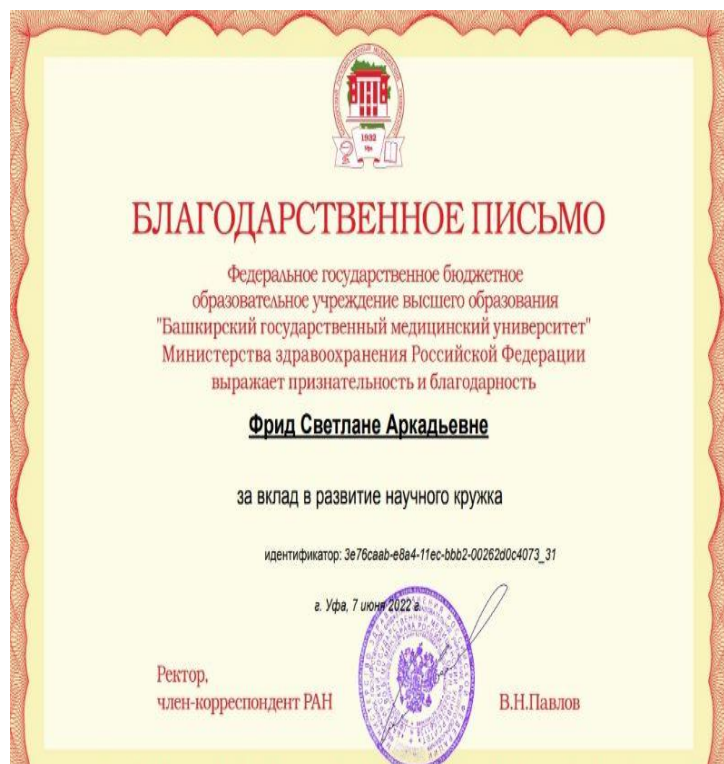 1932
Уфа
БЛАГОДАРСТВЕННОЕ ПИСЬМО
Федеральное государственное бюджетное
образовательное учреждение высшего образования
"Башкирский государственный медицинский университет"
Министерства здравоохранения Российской Федерации
выражает признательность и благодарность
Фрид Светлане Аркадьевне
за вклад в развитие научного кружка
идентификатор: 3e76caab-e8a4-11ec-bbb2-00262d0c4073_31
г. Уфа, 7 июня 2022 г.
Ректор,
член-корреспондент РАН
В.Н.Павлов